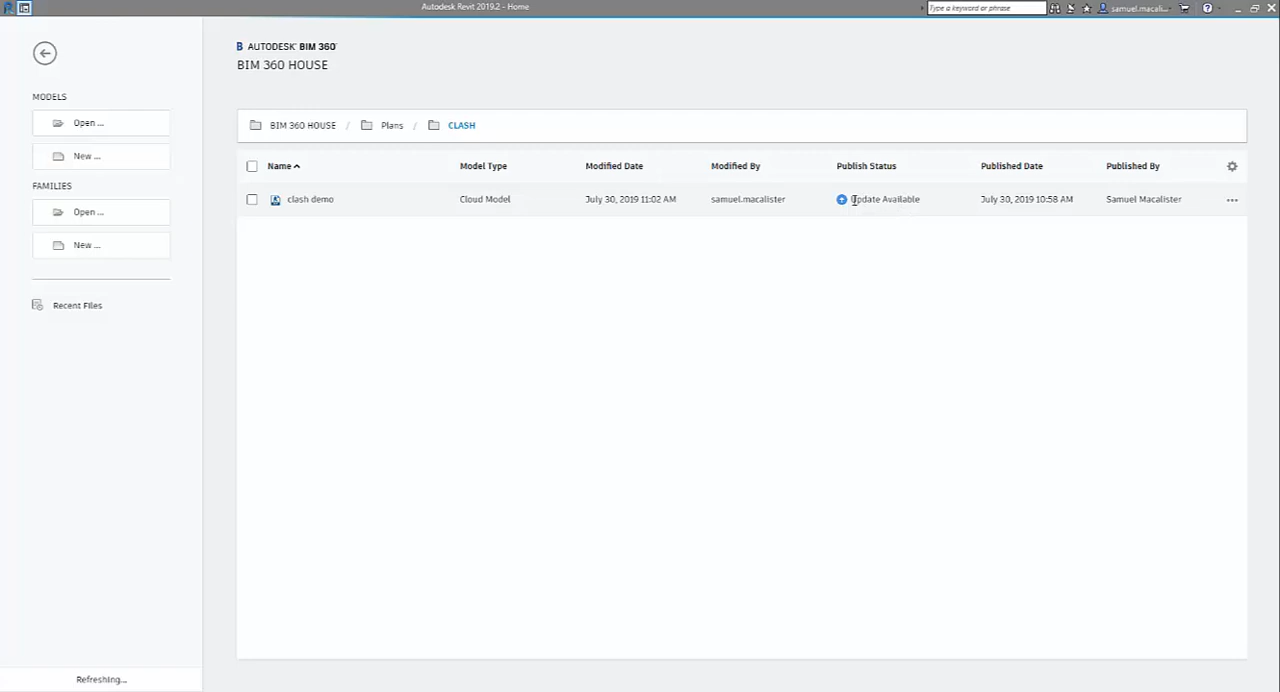 Autodesk Revit 2019.2 - Home
Type a keyword or phrase
samuel.macali...
AUTODESK' BIM 360'
BIM 360 HOUSE
MODELS
Open ...
New ...
FAMILIES
Open ...
New ...
Recent Files
Refreshing...
BIM 360 HOUSE / Plans / CLASH
Name Model Type Modified Date Modified By Publish Status Published Date Published By
clash demo Cloud Model July 30, 2019 11:02 AM samuel.macalister Update Available July 30, 2019 10:58 AM Samuel Macalister